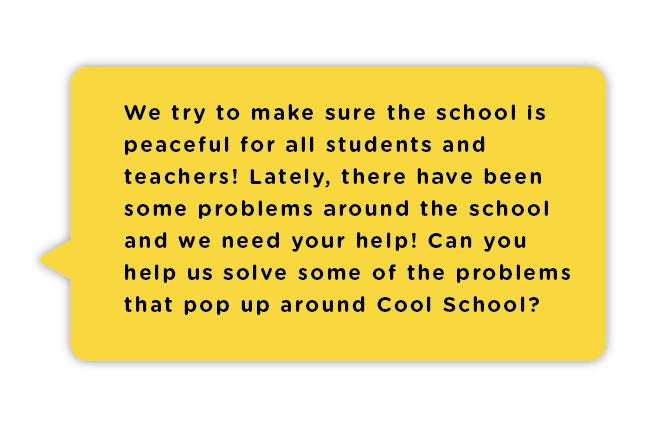 We try to make sure the school is
peaceful for all students and
teachers! Lately, there have been
some problems around the school
and we need your help! Can you
help us solve some of the problems
that pop up around Cool School?